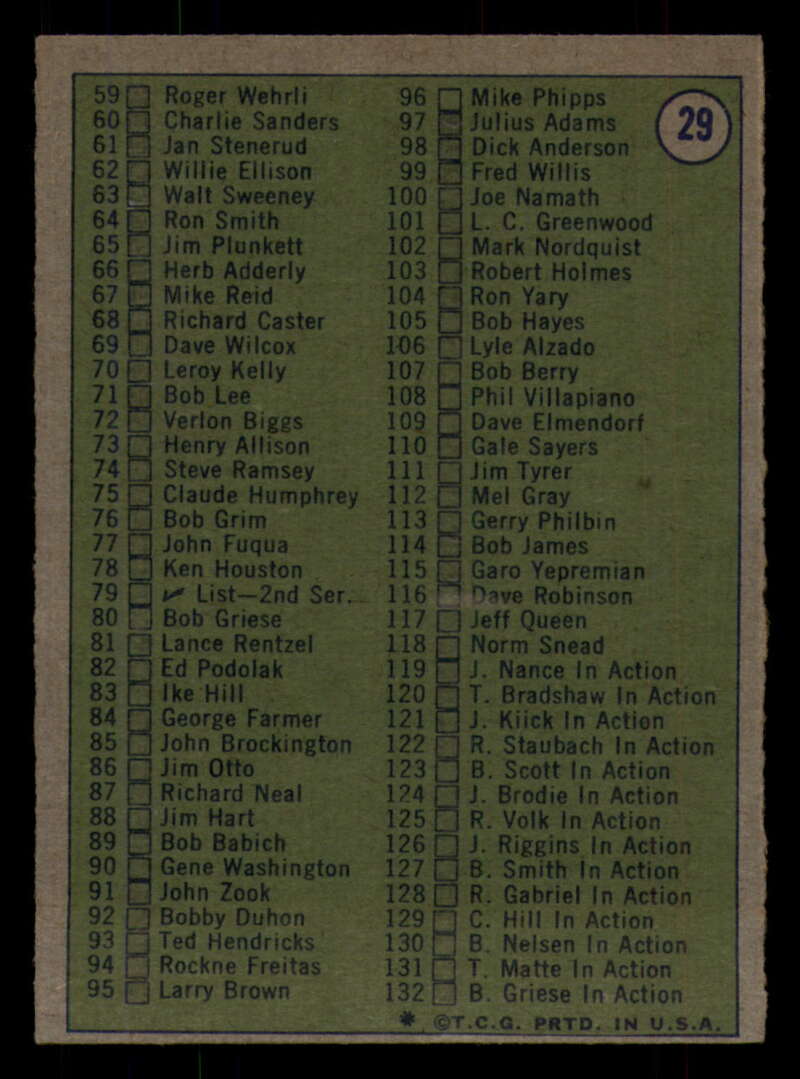 29
59 Roger Wehrli
60 Charlie Sanders
61 Jan Stenerud
62 Willie Ellison
63 Walt Sweeney
64 Ron Smith
65 Jim Plunkett
66 Herb Adderly
67 Mike Reid
68 Richard Caster
69 Dave Wilcox
70 Leroy Kelly
71 Bob Lee
72 Verlon Biggs
73 Henry Allison
74 Steve Ramsey
75 Claude Humphrey
76 Bob Grim
77 John Fuqua
78 Ken Houston
79 ✔ List—2nd Ser.
80 Bob Griese
81 Lance Rentzel
82 Ed Podolak
83 Ike Hill
84 George Farmer
85 John Brockington
86 Jim Otto
87 Richard Neal
88 Jim Hart
89 Bob Babich
90 Gene Washington
91 John Zook
92 Bobby Duhon
93 Ted Hendricks
94 Rockne Freitas
95 Larry Brown
96 Mike Phipps
97 Julius Adams
98 Dick Anderson
99 Fred Willis
100 Joe Namath
101 L. C. Greenwood
102 Mark Nordquist
103 Robert Holmes
104 Ron Yary
105 Bob Hayes
106 Lyle Alzado
107 Bob Berry
108 Phil Villapiano
109 Dave Elmendorf
110 Gale Sayers
111 Jim Tyrer
112 Mel Gray
113 Gerry Philbin
114 Bob James
115 Garo Yepremian
116 Dave Robinson
117 Jeff Queen
118 Norm Snead
119 J. Nance In Action
120 T. Bradshaw In Action
121 J. Kiick In Action
122 R. Staubach In Action
123 B. Scott In Action
124 J. Brodie In Action
125 R. Volk In Action
126 J. Riggins In Action
127 B. Smith In Action
128 R. Gabriel In Action
129 C. Hill In Action
130 B. Nelsen In Action
131 T. Matte In Action
132 B. Griese In Action
* ©T.C.G. PRTD. IN U.S.A.